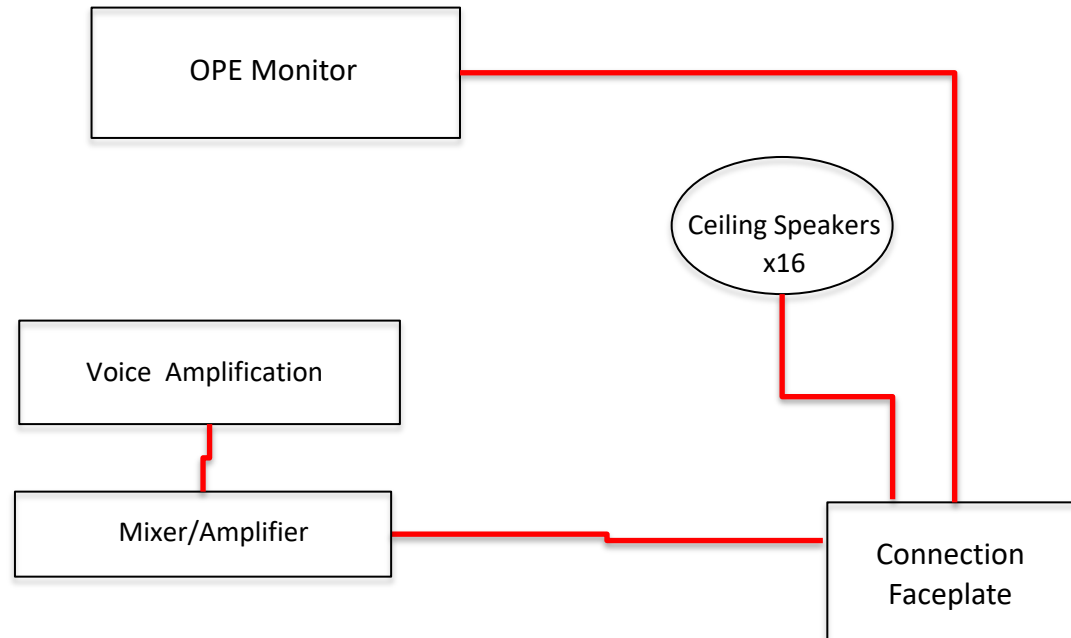 OPE Monitor
Ceiling Speakers
x16
Voice Amplification
Mixer/Amplifier
Connection
Faceplate